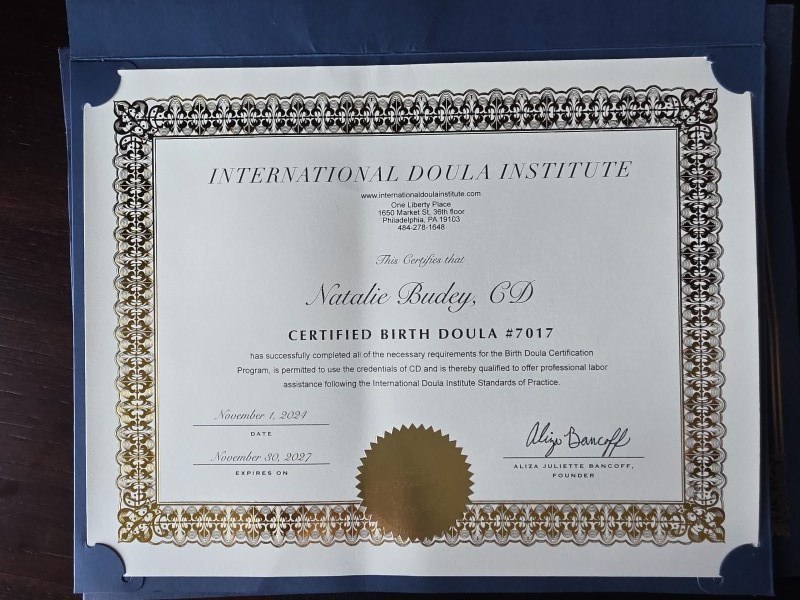 INTERNATIONAL DOULA INSTITUTE
www.internationaldoulainstitute.com
One Liberty Place
1650 Market St, 36th floor
Philadelphia, PA 19103
484-278-1648
This Certifies that
Natalie Budey, CD
CERTIFIED BIRTH DOULA #7017
has successfully completed all of the necessary requirements for the Birth Doula Certification
Program, is permitted to use the credentials of CD and is thereby qualified to offer professional labor
assistance following the International Doula Institute Standards of Practice.
November 1, 2024
DATE
November 30, 2027
EXPIRES ON
Aliza Bancoff
ALIZA JULIETTE BANCOFF,
FOUNDER